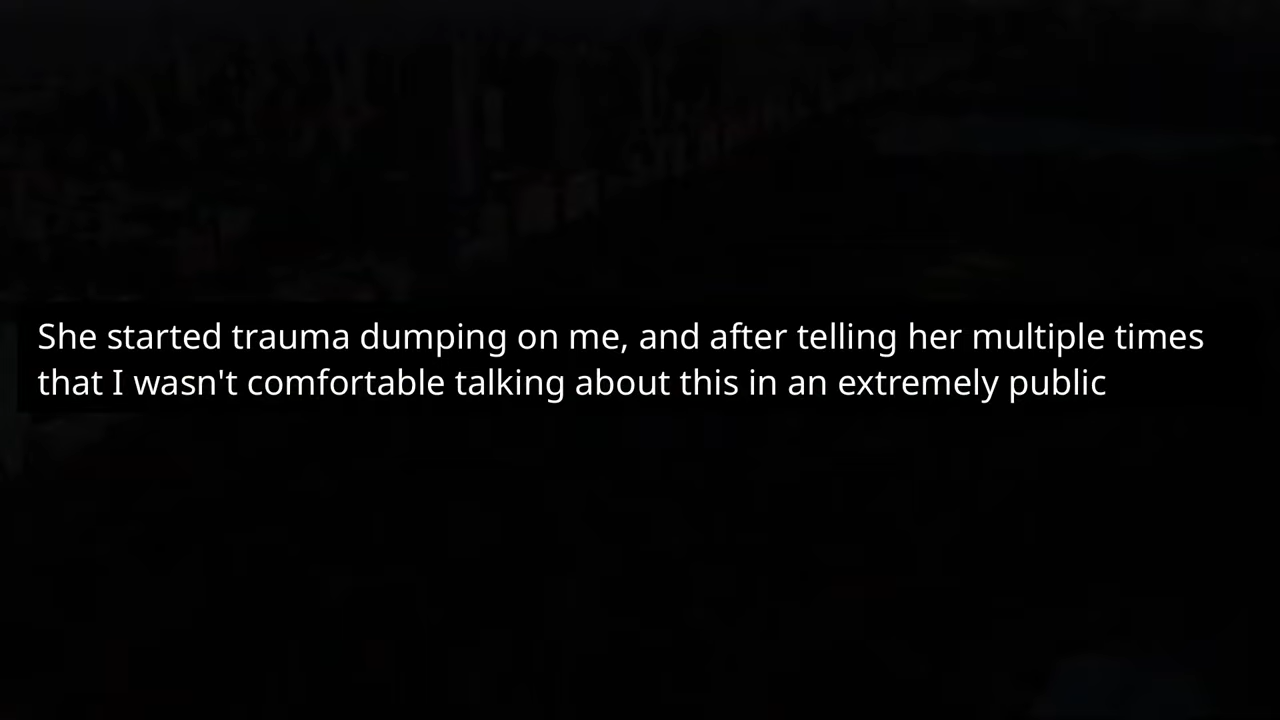 She started trauma dumping on me, and after telling her multiple times
that I wasn't comfortable talking about this in an extremely public